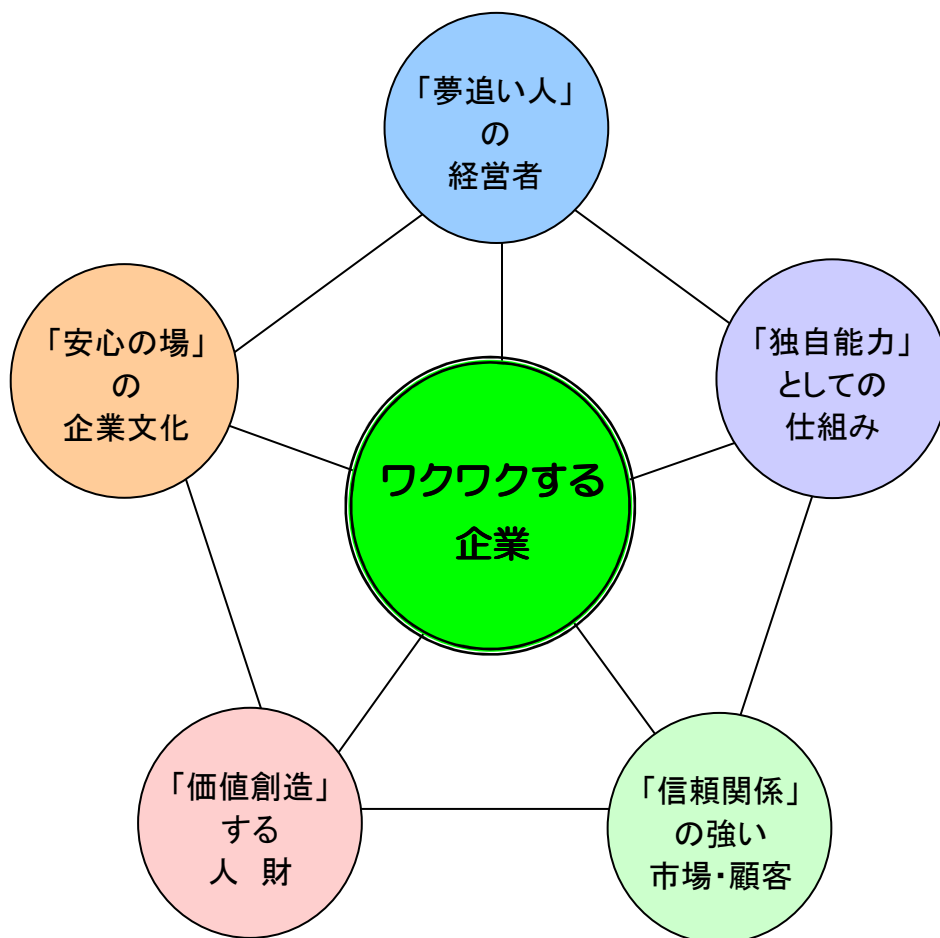 「夢追い人」
の
経営者
「安心の場」
の
企業文化
「独自能力」
としての
仕組み
ワクワクする
企業
「価値創造」
する
人　財
「信頼関係」
の強い
市場・顧客